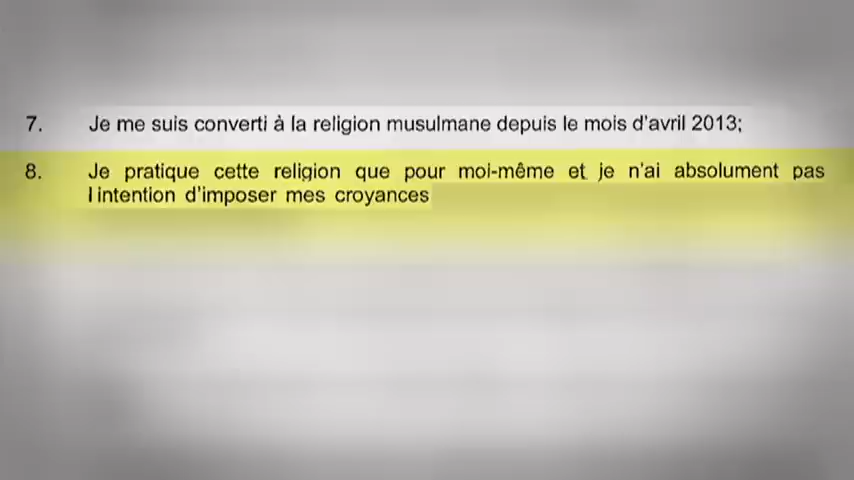 7. Je me suis converti à la religion musulmane depuis le mois d'avril 2013;
8. Je pratique cette religion que pour moi-même et je n'ai absolument pas
l'intention d'imposer mes croyances